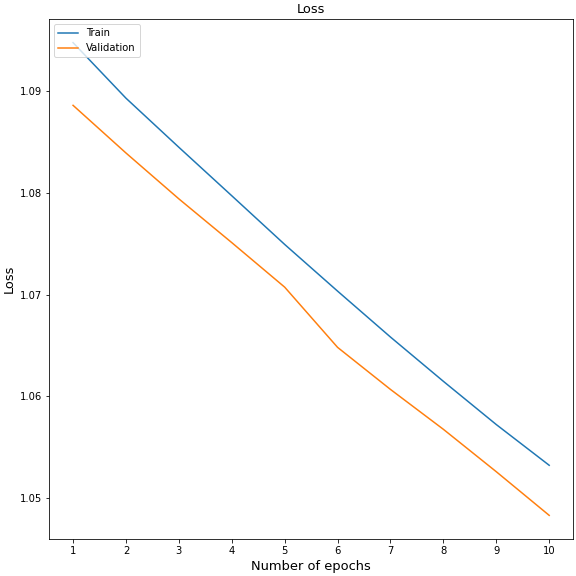 Loss
Train
Validation
1.09
1.08
1.07
1.06
1.05
Loss
1 2 3 4 5 6 7 8 9 10
Number of epochs